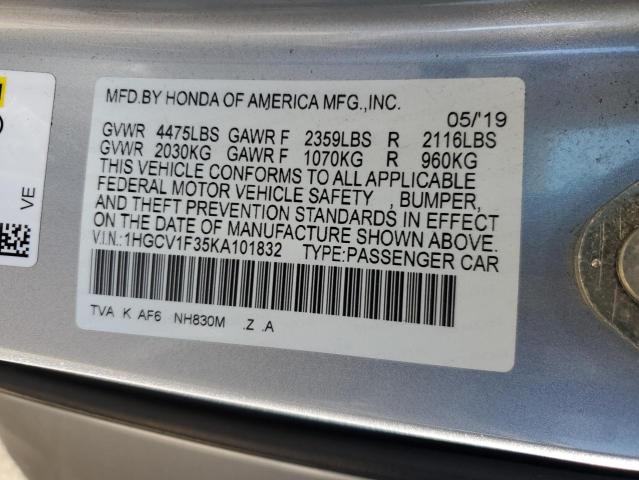 MFD.BY HONDA OF AMERICA MFG.,INC.
05/'19
GVWR 4475LBS GAWR F 2359LBS R 2116LBS
GVWR 2030KG GAWR F 1070KG R 960KG
THIS VEHICLE CONFORMS TO ALL APPLICABLE
FEDERAL MOTOR VEHICLE SAFETY , BUMPER,
AND THEFT PREVENTION STANDARDS IN EFFECT
ON THE DATE OF MANUFACTURE SHOWN ABOVE.
V.I.N.:1HGCV1F35KA101832 TYPE:PASSENGER CAR
TVA K AF6 NH830M .Z .A
VE